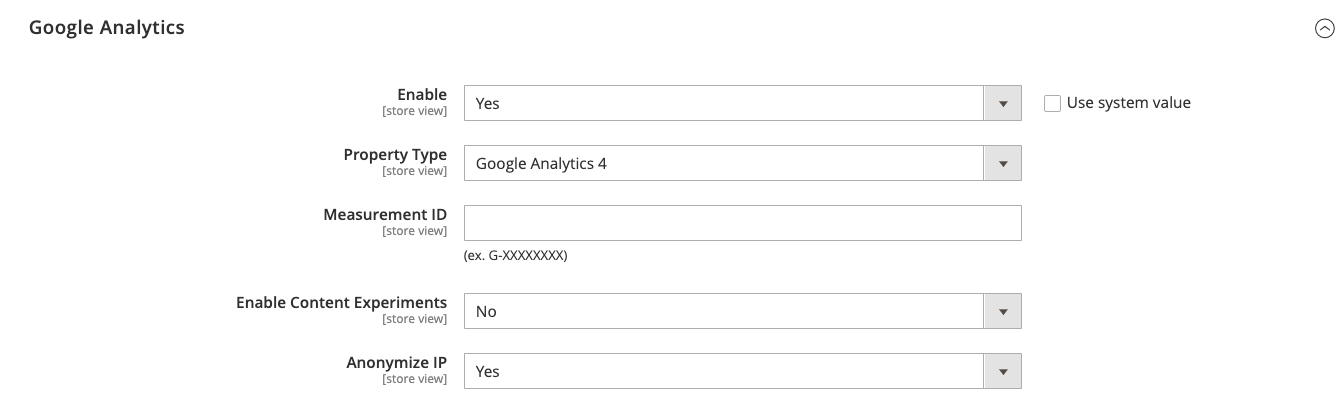 Google Analytics
Enable
[store view]
Yes
Use system value
Property Type
[store view]
Google Analytics 4
Measurement ID
[store view]
(ex. G-XXXXXXXX)
Enable Content Experiments
[store view]
No
Anonymize IP
[store view]
Yes